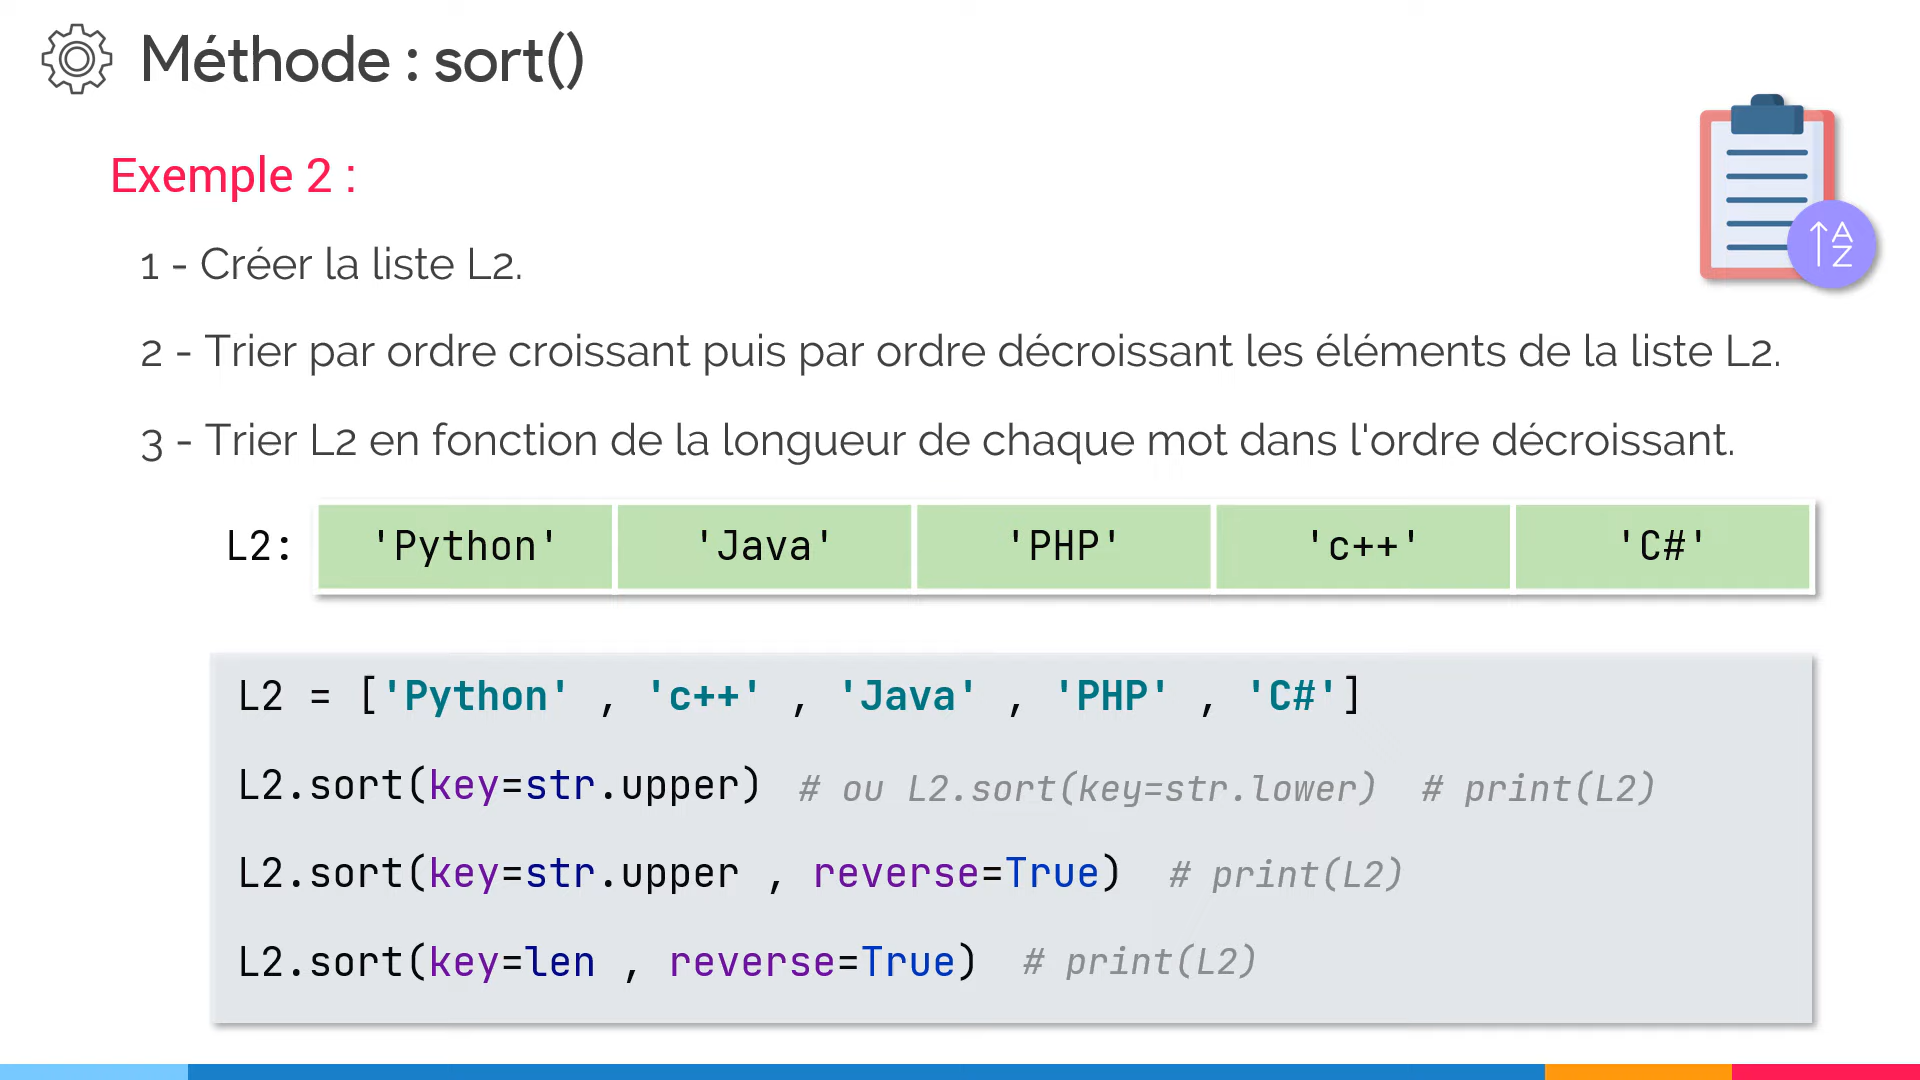 Méthode : sort()
Exemple 2 :
A
Z
1 - Créer la liste L2.
2 - Trier par ordre croissant puis par ordre décroissant les éléments de la liste L2.
3 - Trier L2 en fonction de la longueur de chaque mot dans l'ordre décroissant.
L2: 'Python' 'Java' 'PHP' 'c++' 'C#'
L2 = ['Python' , 'c++' , 'Java' , 'PHP' , 'C#']
L2.sort(key=str.upper) # ou L2.sort(key=str.lower) # print(L2)
L2.sort(key=str.upper , reverse=True) # print(L2)
L2.sort(key=len , reverse=True) # print(L2)